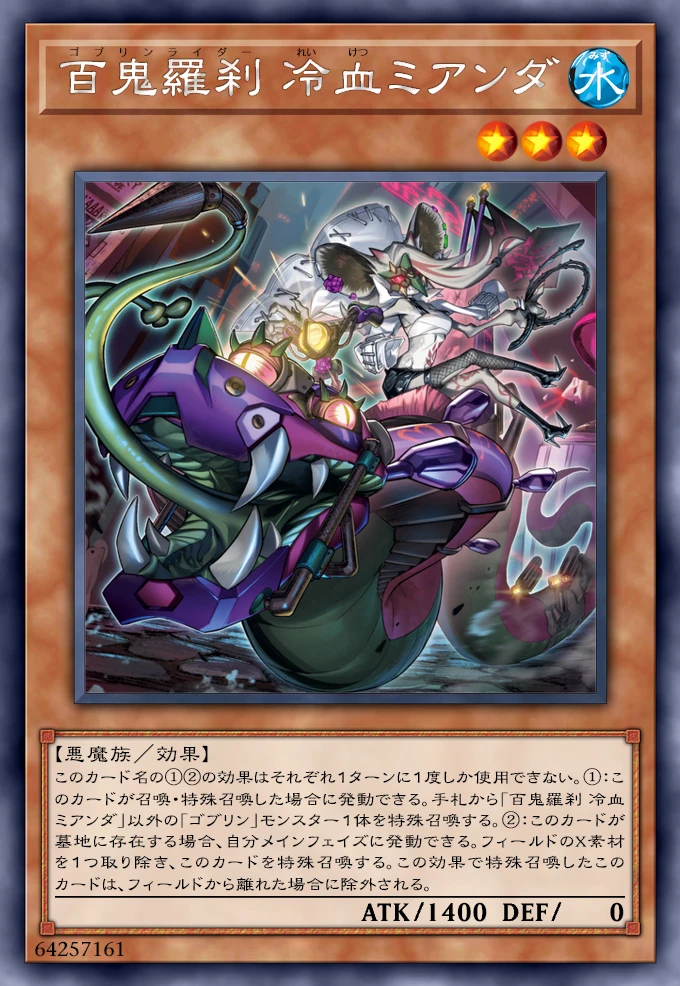 ゴブリンライダー れい けつ
百鬼羅刹 冷血ミアンダ
みず
水
【悪魔族／効果】
このカード名の①②の効果はそれぞれ1ターンに1度しか使用できない。①：こ
のカードが召喚・特殊召喚した場合に発動できる。手札から「百鬼羅刹 冷血
ミアンダ」以外の「ゴブリン」モンスター1体を特殊召喚する。②：このカードが
墓地に存在する場合、自分メインフェイズに発動できる。フィールドのX素材
を1つ取り除き、このカードを特殊召喚する。この効果で特殊召喚したこの
カードは、フィールドから離れた場合に除外される。
ATK/1400 DEF/ 0
64257161